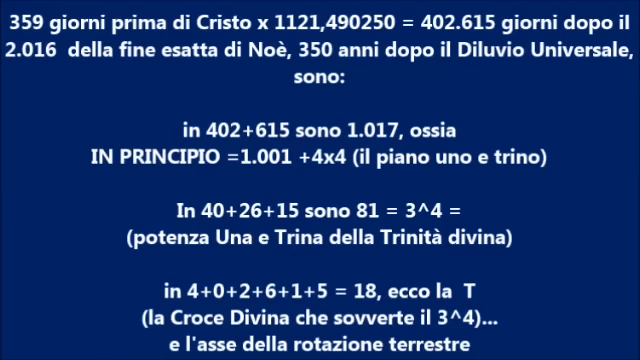 359 giorni prima di Cristo x 1121,490250 = 402.615 giorni dopo il
2.016 della fine esatta di Noè, 350 anni dopo il Diluvio Universale,
sono:
in 402+615 sono 1.017, ossia
IN PRINCIPIO =1.001 +4x4 (il piano uno e trino)
In 40+26+15 sono 81 = 3^4 =
(potenza Una e Trina della Trinità divina)
in 4+0+2+6+1+5 = 18, ecco la T
(la Croce Divina che sovverte il 3^4)...
e l'asse della rotazione terrestre